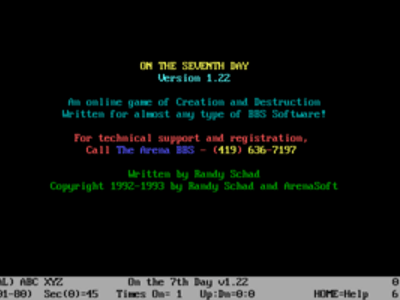 ON THE SEVENTH DAY
Version 1.22
An online game of Creation and Destruction
Written for almost any type of BBS Software!
For technical support and registration,
Call The Arena BBS - (419) 636-7197
Written by Randy Schad
Copyright 1992-1993 by Randy Schad and ArenaSoft
AL) ABC XYZ On the 7th Day v1.22 0
01-80) Sec(0)=45 Times On= 1 Up:Dn=0:0 HOME=Help 6